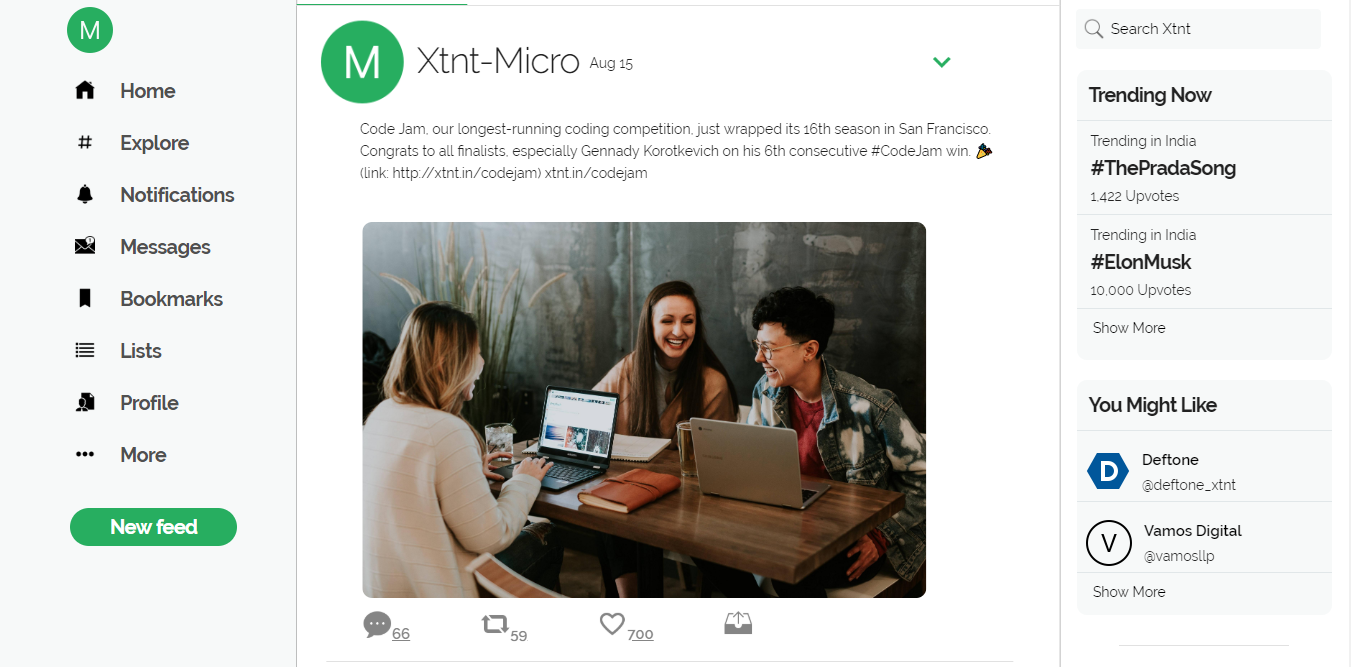 M
Home
# Explore
Notifications
Messages
Bookmarks
Lists
Profile
More
New feed
M
Xtnt-Micro Aug 15
Code Jam, our longest-running coding competition, just wrapped its 16th season in San Francisco.
Congrats to all finalists, especially Gennady Korotkevich on his 6th consecutive #CodeJam win. 🎉
(link: http://xtnt.in/codejam) xtnt.in/codejam
66 59 700
Search Xtnt
Trending Now
Trending in India
#ThePradaSong
1,422 Upvotes
Trending in India
#ElonMusk
10,000 Upvotes
Show More
You Might Like
D
Deftone
@deftone_xtnt
V
Vamos Digital
@vamosllp
Show More